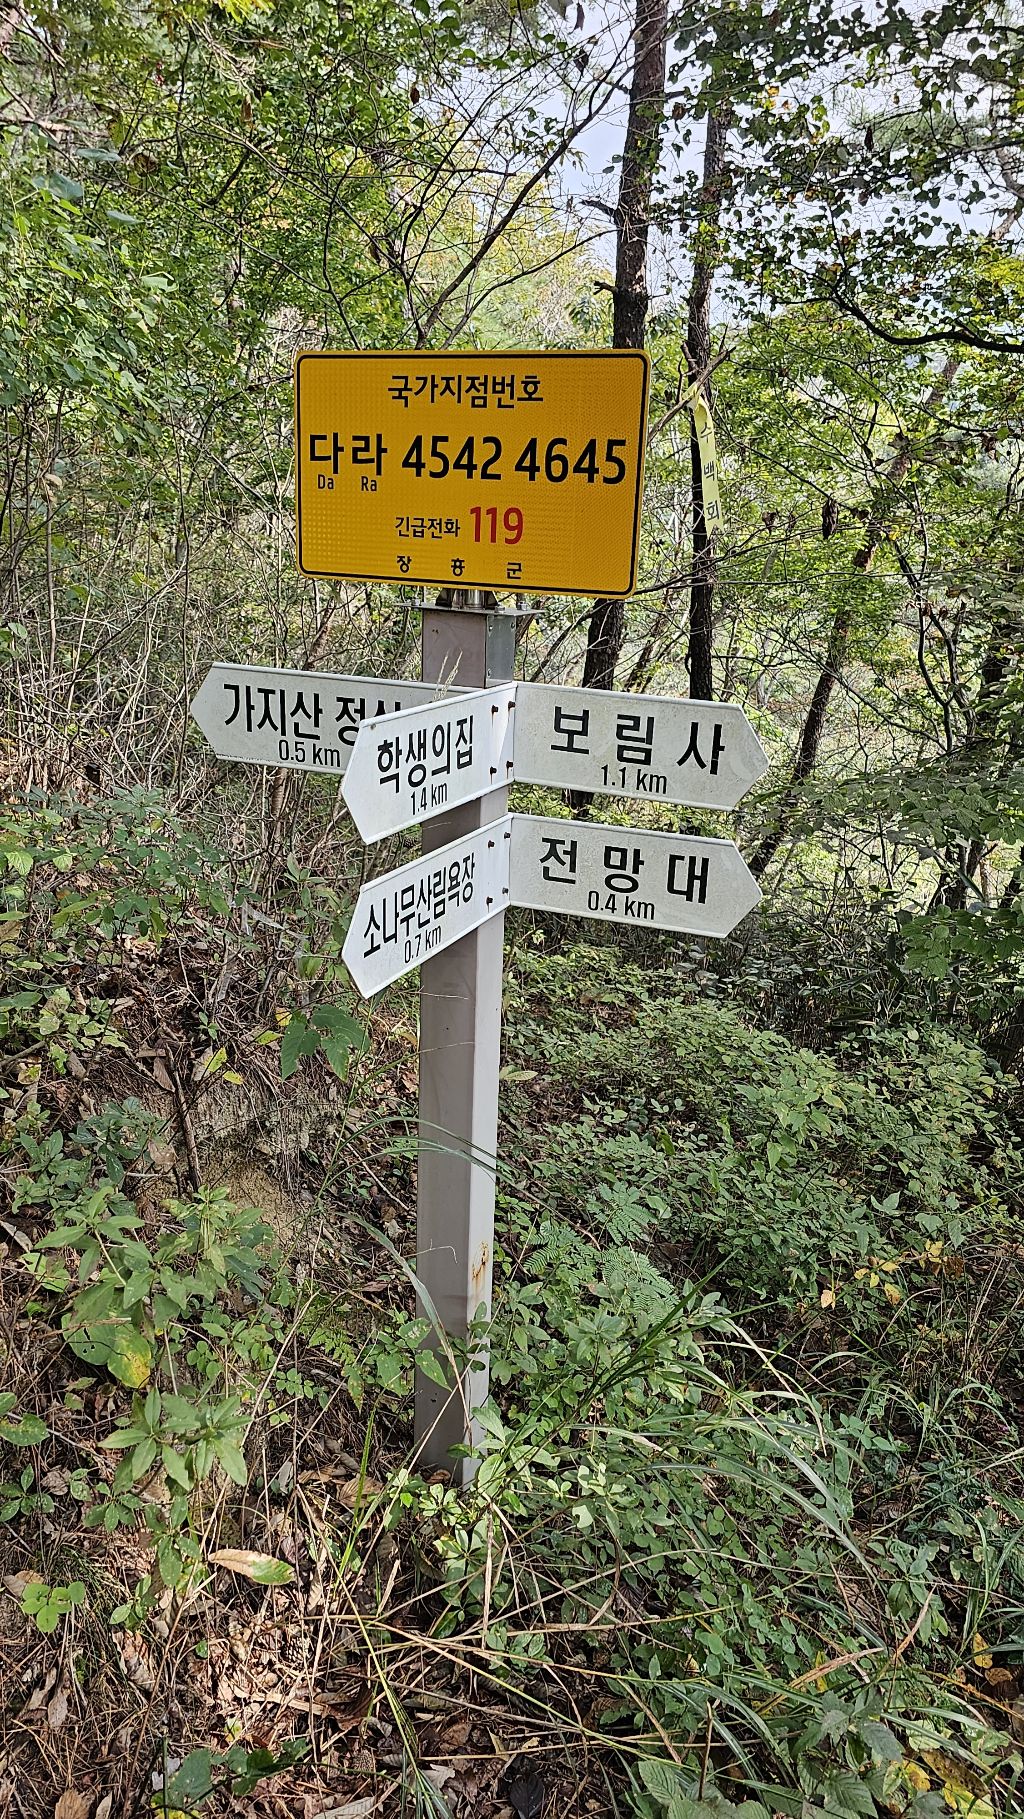 국가지점번호
다라 4542 4645
Da Ra
긴급전화 119
장흥군
가지산
0.5 km
학생의집
1.4 km
보림사
1.1 km
소나무산림욕장
0.7 km
전망대
0.4 km
백회